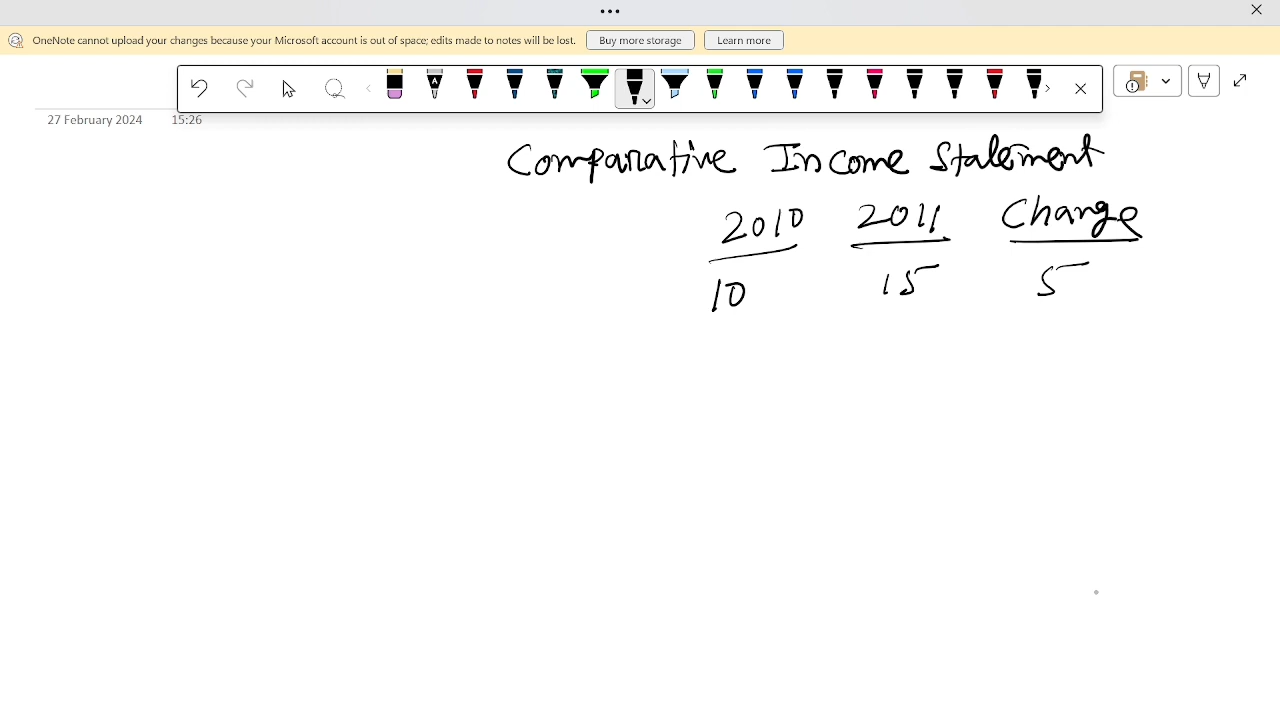 OneNote cannot upload your changes because your Microsoft account is out of space; edits made to notes will be lost. Buy more storage Learn more
A
27 February 2024 15:26
Comparative Income Statement
2010 2011 Change
10 15 5